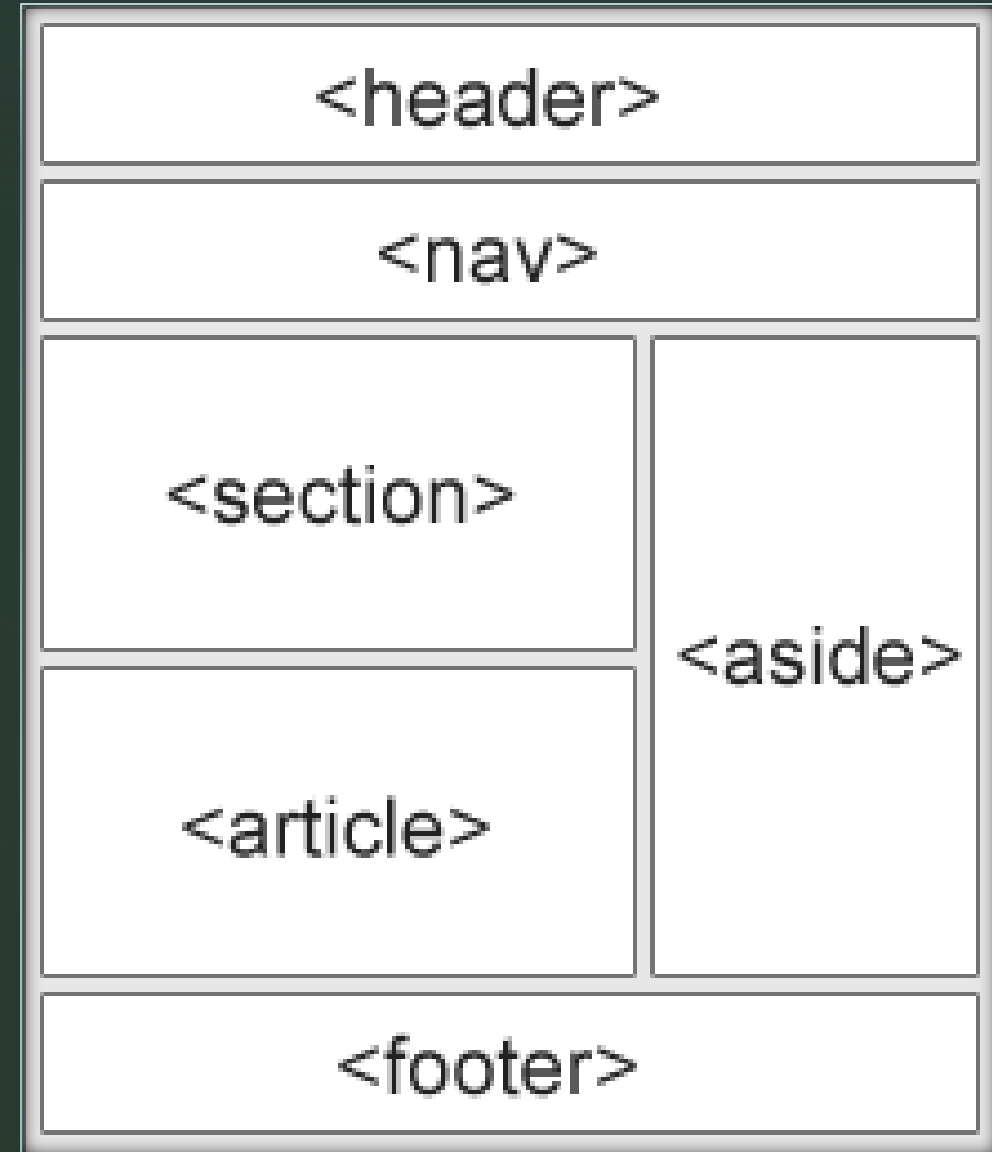 <header>
<nav>
<section>
<aside>
<article>
<footer>